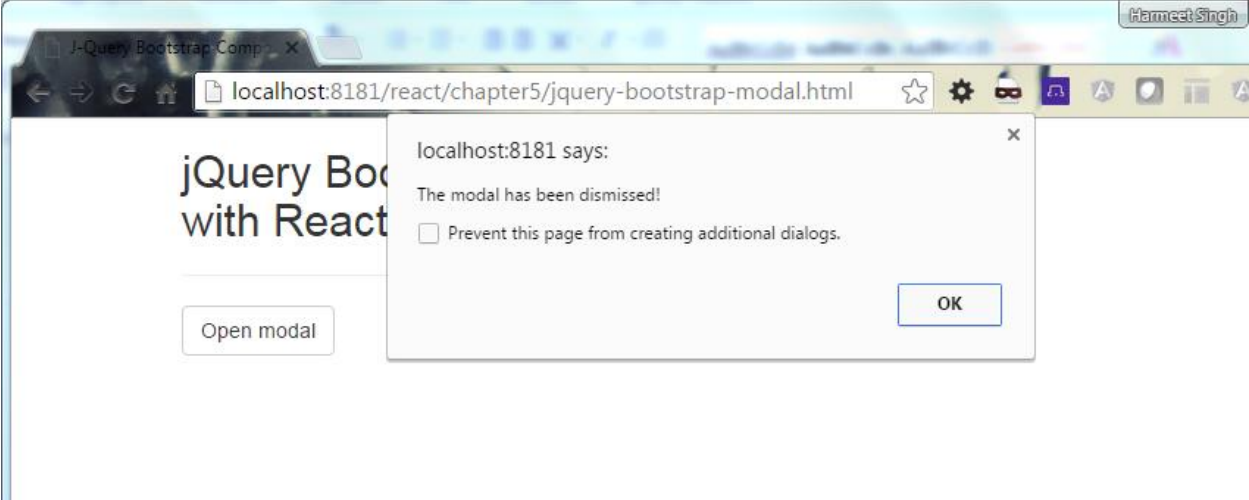 Harmeet Singh
J-Query Bootstrap Comp
localhost:8181/react/chapter5/jquery-bootstrap-modal.html
jQuery Boo
with React
localhost:8181 says:
The modal has been dismissed!
Prevent this page from creating additional dialogs.
OK
Open modal